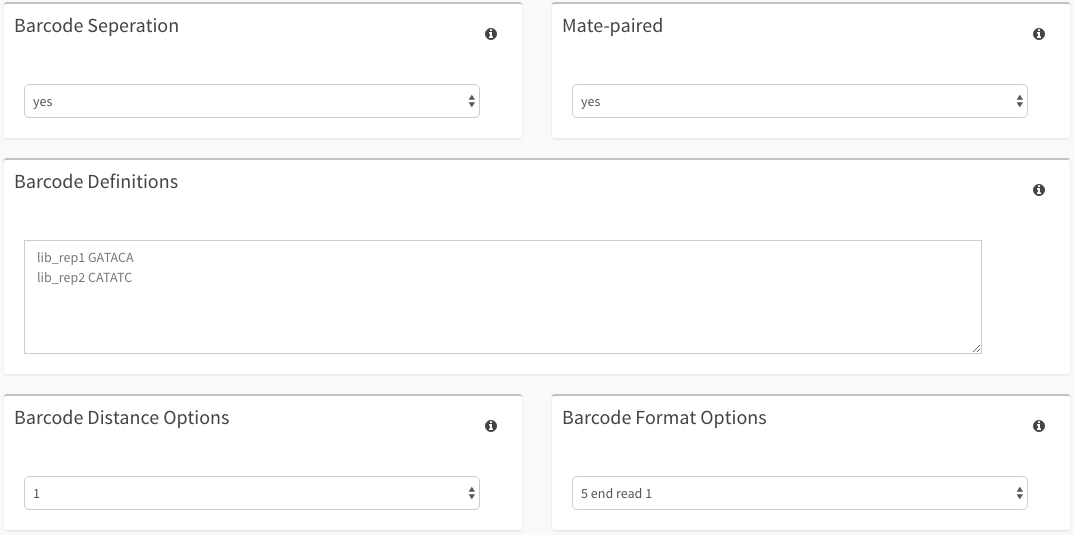 Barcode Seperation
Mate-paired
yes
yes
Barcode Definitions
lib_rep1 GATACA
lib_rep2 CATATC
Barcode Distance Options
Barcode Format Options
1
5 end read 1